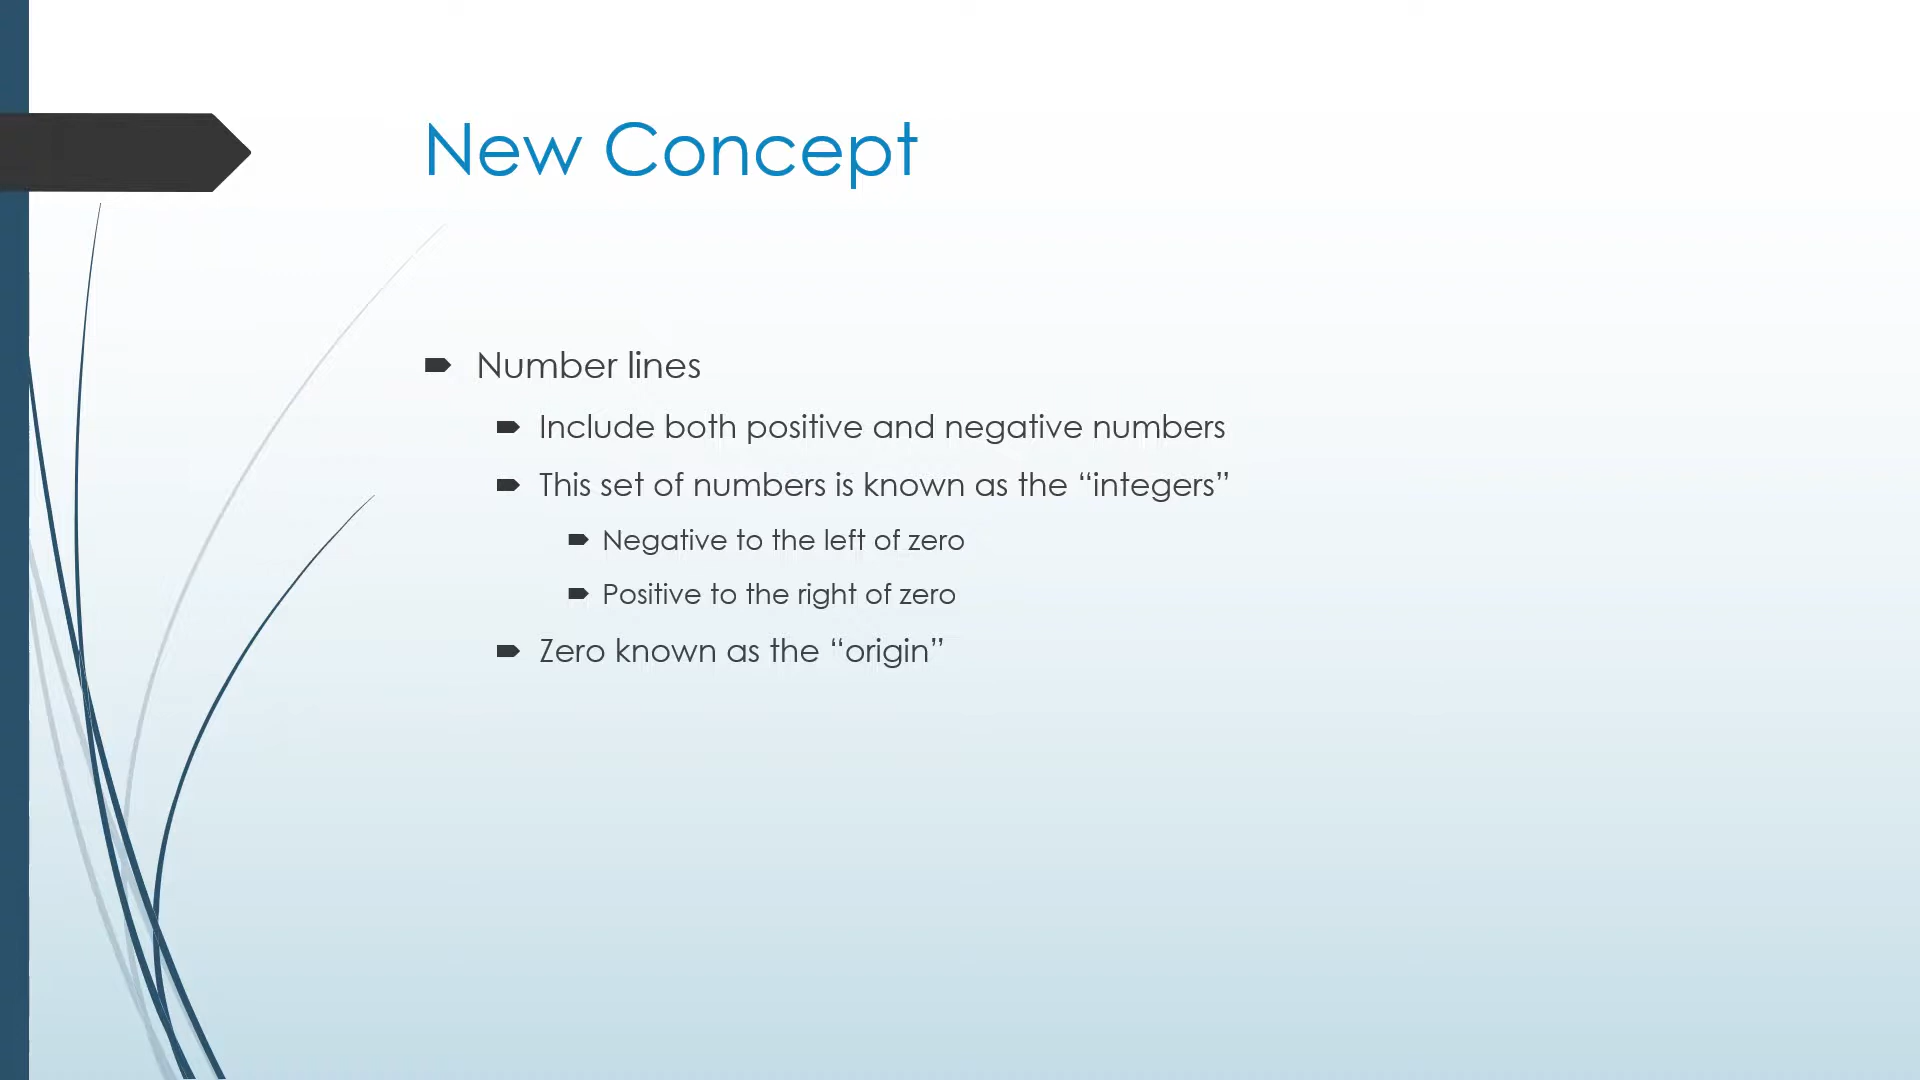 New Concept
Number lines
Include both positive and negative numbers
This set of numbers is known as the “integers”
Negative to the left of zero
Positive to the right of zero
Zero known as the “origin”